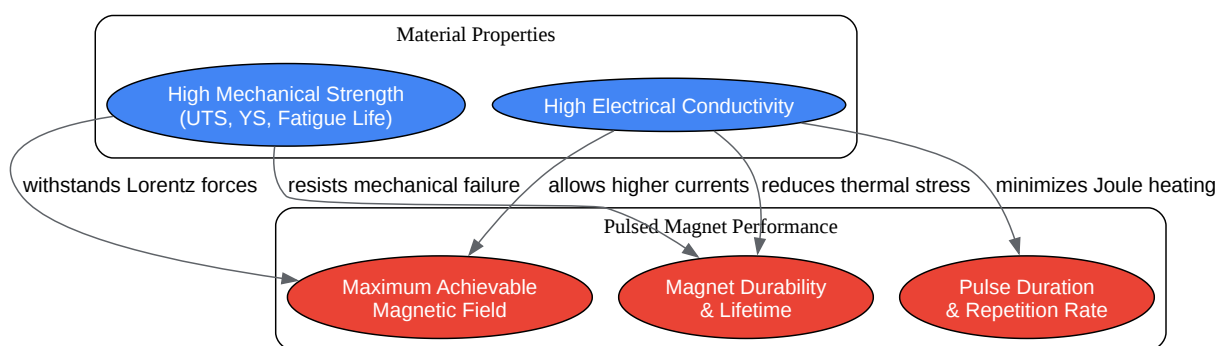 Material Properties
High Mechanical Strength
(UTS, YS, Fatigue Life)
High Electrical Conductivity
withstands Lorentz forces
resists mechanical failure
allows higher currents
reduces thermal stress
minimizes Joule heating
Pulsed Magnet Performance
Maximum Achievable
Magnetic Field
Magnet Durability
& Lifetime
Pulse Duration
& Repetition Rate